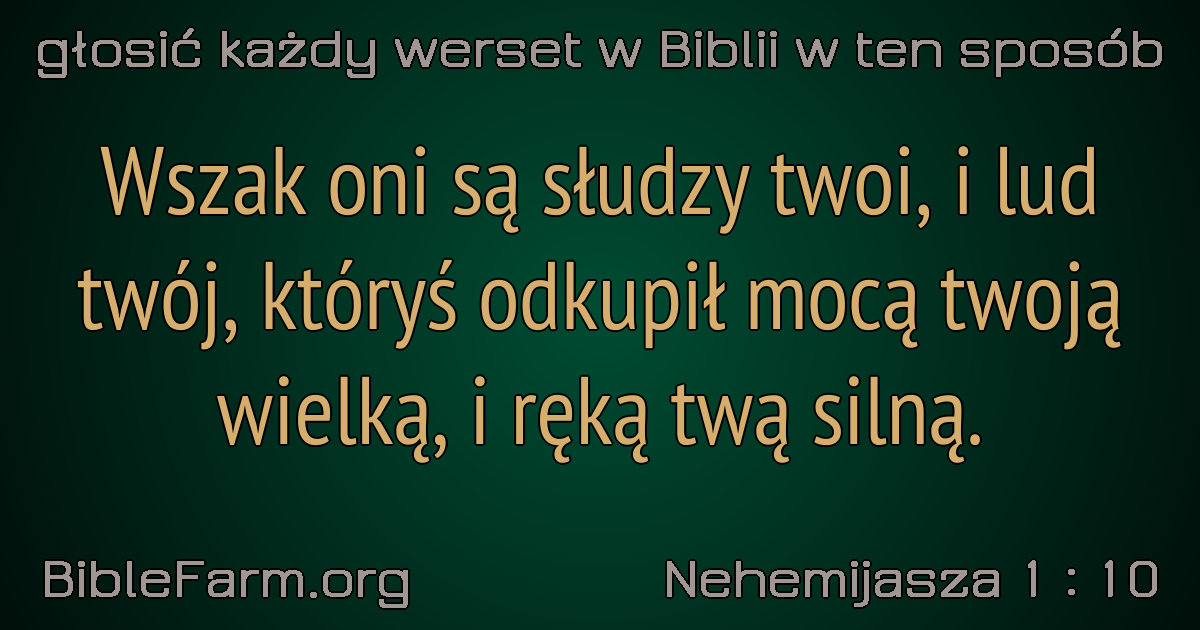 głosić każdy werset w Biblii w ten sposób
Wszak oni są słudzy twoi, i lud
twój, któryś odkupił mocą twoją
wielką, i ręką twą silną.
BibleFarm.org
Nehemijasza 1 : 10